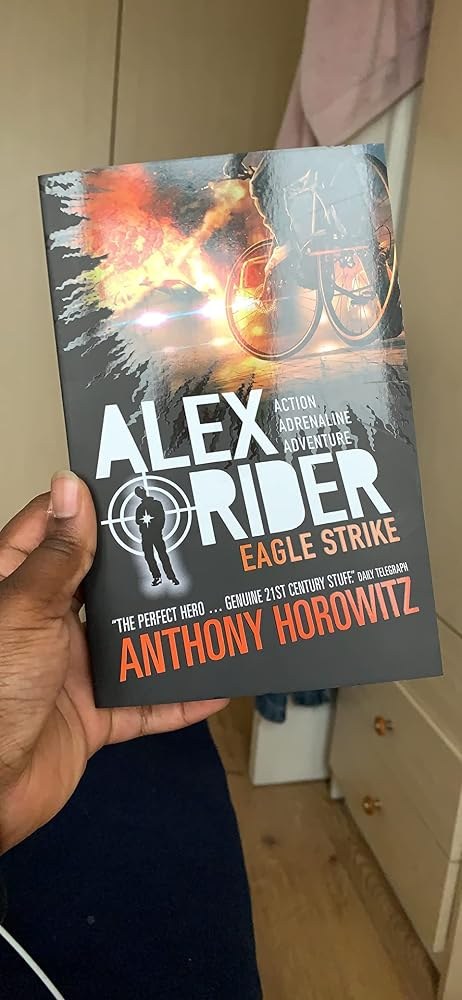 ALEX
ACTION
ADRENALINE
ADVENTURE
RIDER
EAGLE STRIKE
"THE PERFECT HERO ... GENUINE 21ST CENTURY STUFF." DAILY TELEGRAPH
ANTHONY HOROWITZ